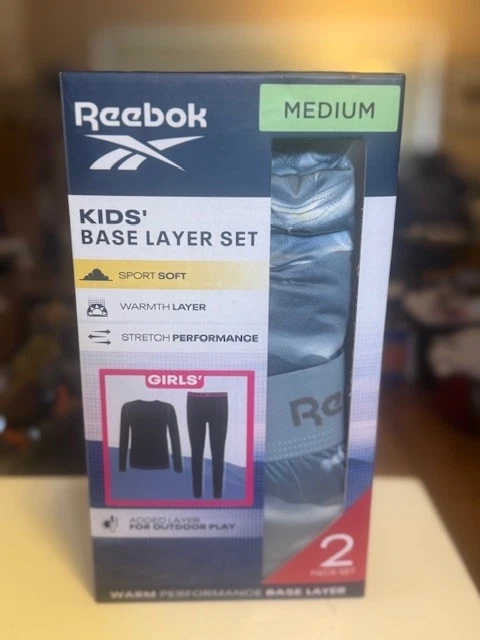 Reebok
MEDIUM
KIDS'
BASE LAYER SET
SPORT SOFT
WARMTH LAYER
STRETCH PERFORMANCE
GIRLS'
Re
ADDED LAYER
FOR OUTDOOR PLAY
2
PIECE SET
WARM PERFORMANCE BASE LAYER